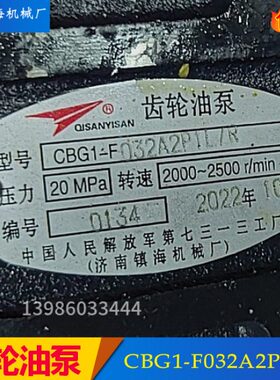 海机械厂
QISANYISAN
®
齿轮油泵
型号 CBG1-F032A2P1L/R
压力 20 MPa 转速 2000~2500 r/min
编号 0134 2022年
中国人民解放军第七三一三工厂
(济南镇海机械厂)
13986033444
轮油泵
CBG1-F032A2P